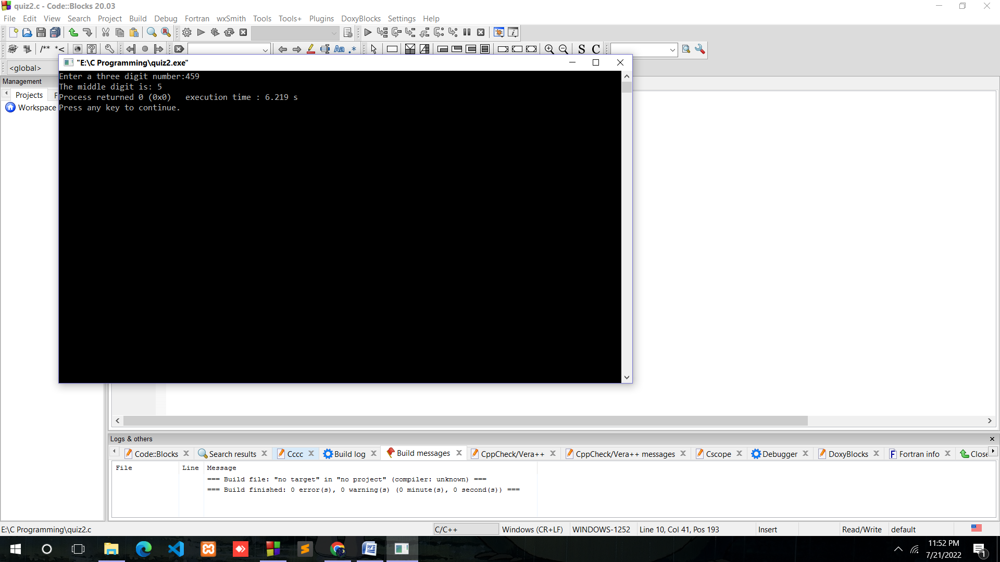 quiz2.c - Code::Blocks 20.03
File Edit View Search Project Build Debug Fortran wxSmith Tools Tools+ Plugins DoxyBlocks Settings Help
/** *<
Aa .*
S C
<global>
"E:\C Programming\quiz2.exe"
Management
Projects F
Workspace
Enter a three digit number:459
The middle digit is: 5
Process returned 0 (0x0)   execution time : 6.219 s
Press any key to continue.
Logs & others
Code::Blocks Search results Cccc Build log Build messages CppCheck/Vera++ CppCheck/Vera++ messages Cscope Debugger DoxyBlocks Fortran info Close
File Line Message
=== Build file: "no target" in "no project" (compiler: unknown) ===
=== Build finished: 0 error(s), 0 warning(s) (0 minute(s), 0 second(s)) ===
E:\C Programming\quiz2.c C/C++ Windows (CR+LF) WINDOWS-1252 Line 10, Col 41, Pos 193 Insert Read/Write default
11:52 PM
7/21/2022
1